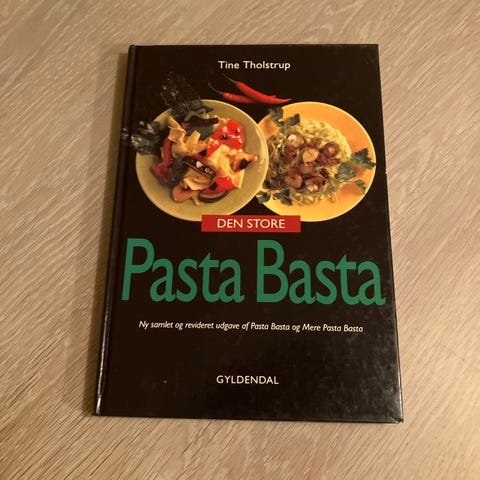 Tine Tholstrup
DEN STORE
Pasta Basta
Ny samlet og revideret udgave af Pasta Basta og Mere Pasta Basta
GYLDENDAL